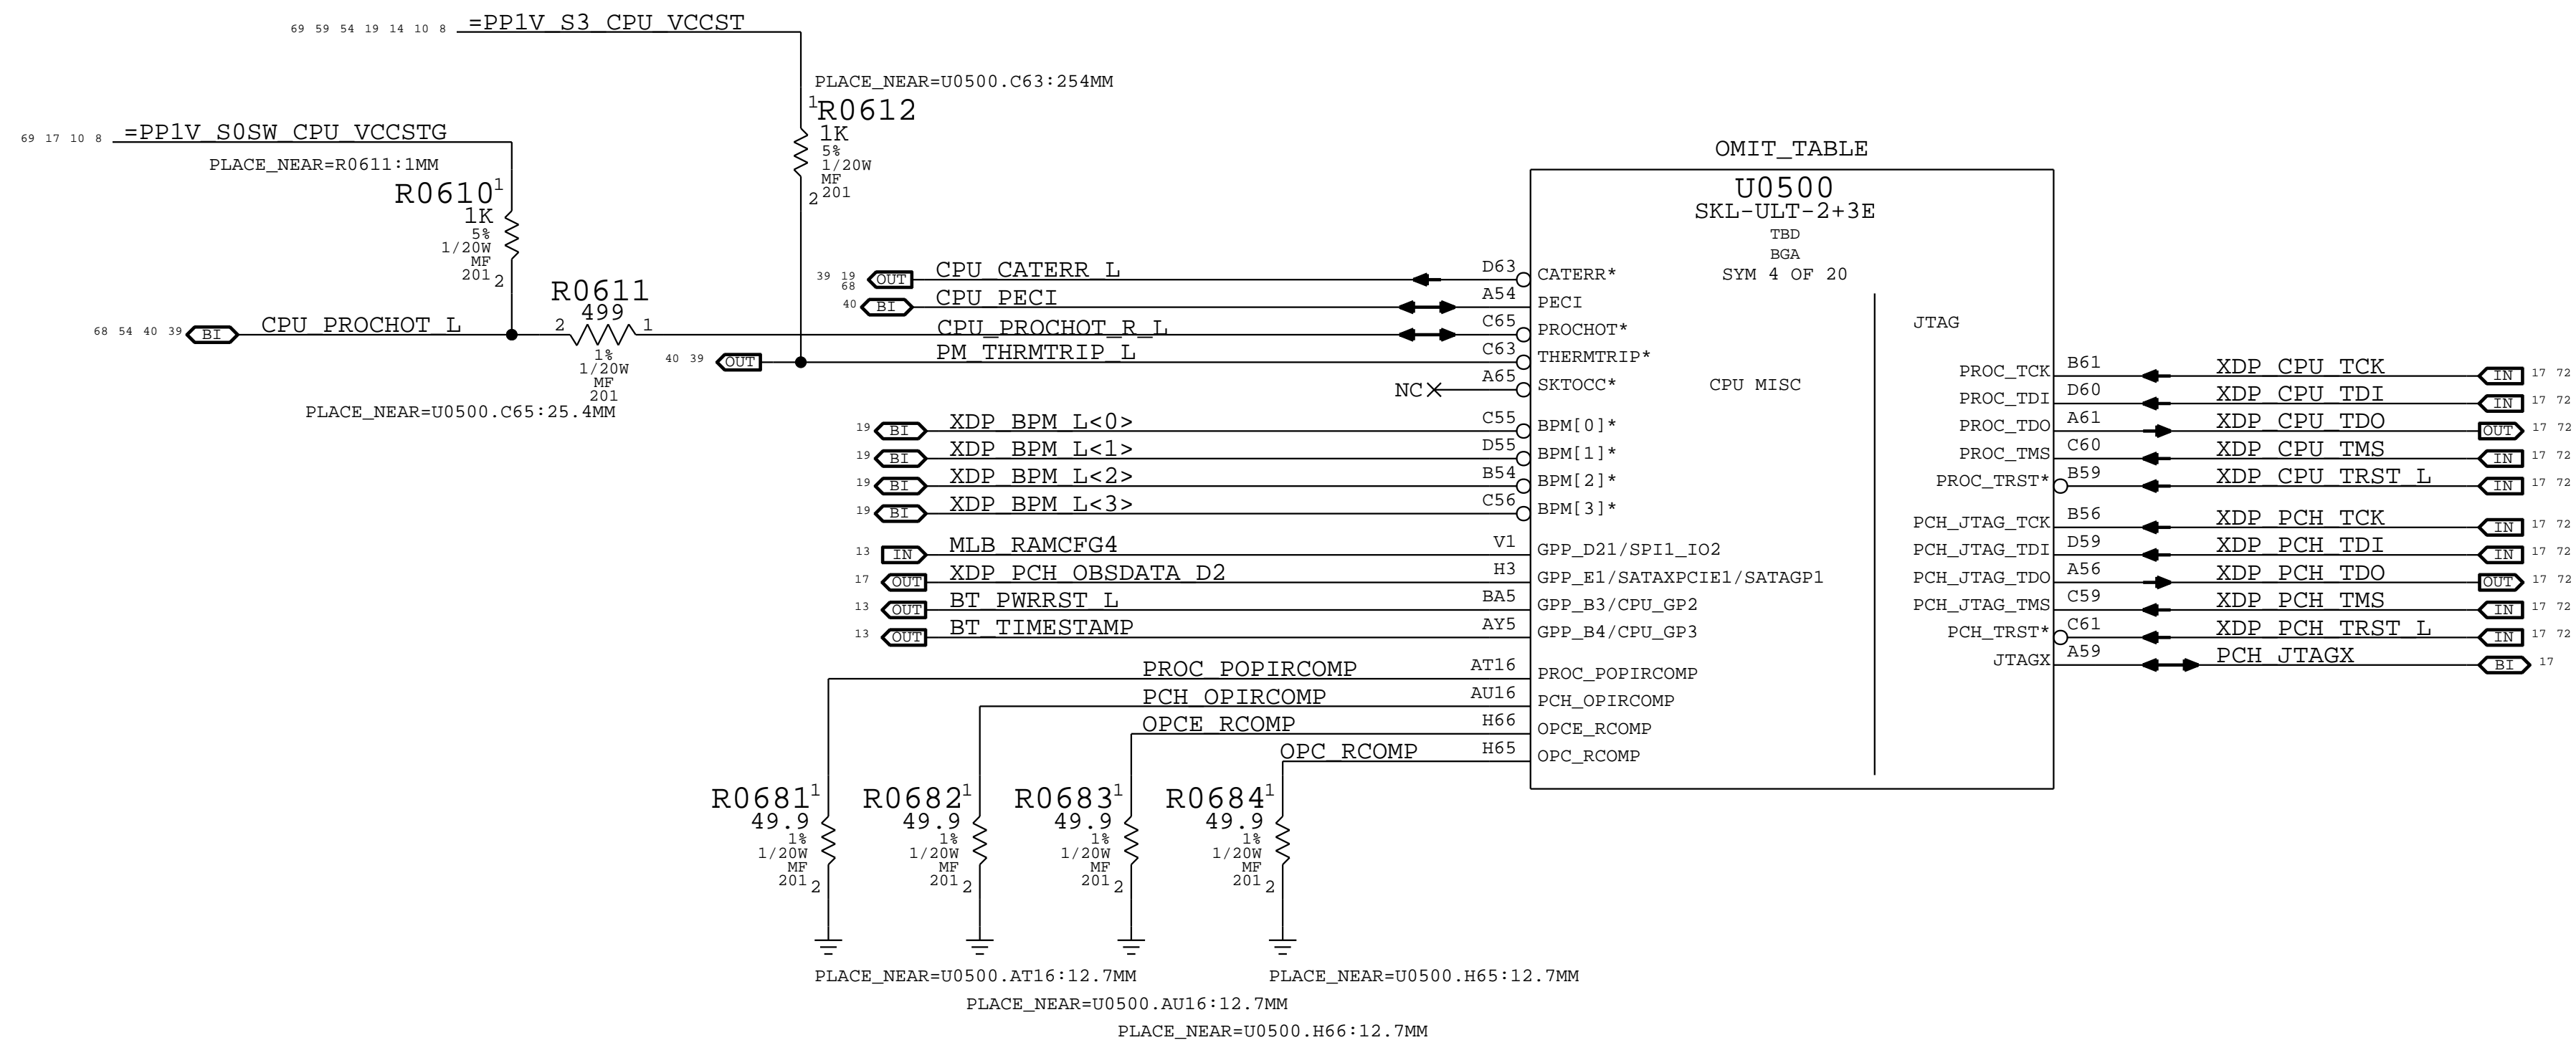 69 59 54 19 14 10 8 =PP1V_S3_CPU_VCCST
PLACE_NEAR=U0500.C63:254MM
1
R0612
1K
5%
1/20W
MF
201
2
69 17 10 8 =PP1V_S0SW_CPU_VCCSTG
PLACE_NEAR=R0611:1MM
R0610
1
1K
5%
1/20W
MF
201
2
R0611
499
2 1
1%
1/20W
MF
201
PLACE_NEAR=U0500.C65:25.4MM
68 54 40 39 BI CPU_PROCHOT_L
OMIT_TABLE
U0500
SKL-ULT-2+3E
TBD
BGA
SYM 4 OF 20
CPU MISC
JTAG
39 19
68
OUT CPU_CATERR_L D63 CATERR*
40 BI CPU_PECI A54 PECI
CPU_PROCHOT_R_L C65 PROCHOT*
40 39 OUT PM_THRMTRIP_L C63 THERMTRIP*
NC A65 SKTOCC*
19 BI XDP_BPM_L<0> C55 BPM[0]*
19 BI XDP_BPM_L<1> D55 BPM[1]*
19 BI XDP_BPM_L<2> B54 BPM[2]*
19 BI XDP_BPM_L<3> C56 BPM[3]*
13 IN MLB_RAMCFG4 V1 GPP_D21/SPI1_IO2
17 OUT XDP_PCH_OBSDATA_D2 H3 GPP_E1/SATAXPCIE1/SATAGP1
13 OUT BT_PWRRST_L BA5 GPP_B3/CPU_GP2
13 OUT BT_TIMESTAMP AY5 GPP_B4/CPU_GP3
PROC_POPIRCOMP AT16 PROC_POPIRCOMP
PCH_OPIRCOMP AU16 PCH_OPIRCOMP
OPCE_RCOMP H66 OPCE_RCOMP
OPC_RCOMP H65 OPC_RCOMP
PROC_TCK B61 XDP_CPU_TCK IN 17 72
PROC_TDI D60 XDP_CPU_TDI IN 17 72
PROC_TDO A61 XDP_CPU_TDO OUT 17 72
PROC_TMS C60 XDP_CPU_TMS IN 17 72
PROC_TRST* B59 XDP_CPU_TRST_L IN 17 72
PCH_JTAG_TCK B56 XDP_PCH_TCK IN 17 72
PCH_JTAG_TDI D59 XDP_PCH_TDI IN 17 72
PCH_JTAG_TDO A56 XDP_PCH_TDO OUT 17 72
PCH_JTAG_TMS C59 XDP_PCH_TMS IN 17 72
PCH_TRST* C61 XDP_PCH_TRST_L IN 17 72
JTAGX A59 PCH_JTAGX BI 17
R0681
1
49.9
1%
1/20W
MF
201
2
R0682
1
49.9
1%
1/20W
MF
201
2
R0683
1
49.9
1%
1/20W
MF
201
2
R0684
1
49.9
1%
1/20W
MF
201
2
PLACE_NEAR=U0500.AT16:12.7MM
PLACE_NEAR=U0500.H65:12.7MM
PLACE_NEAR=U0500.AU16:12.7MM
PLACE_NEAR=U0500.H66:12.7MM